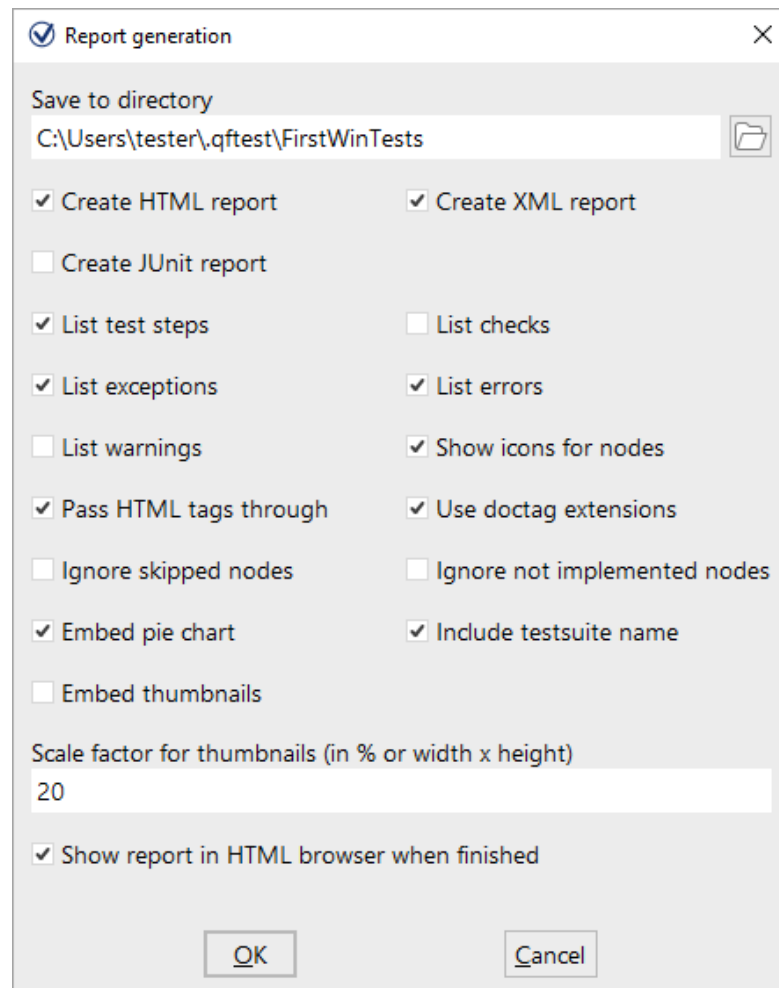 Report generation
Save to directory
C:\Users\tester\.qftest\FirstWinTests
Create HTML report
Create XML report
Create JUnit report
List test steps
List checks
List exceptions
List errors
List warnings
Show icons for nodes
Pass HTML tags through
Use doctag extensions
Ignore skipped nodes
Ignore not implemented nodes
Embed pie chart
Include testsuite name
Embed thumbnails
Scale factor for thumbnails (in % or width x height)
20
Show report in HTML browser when finished
OK
Cancel